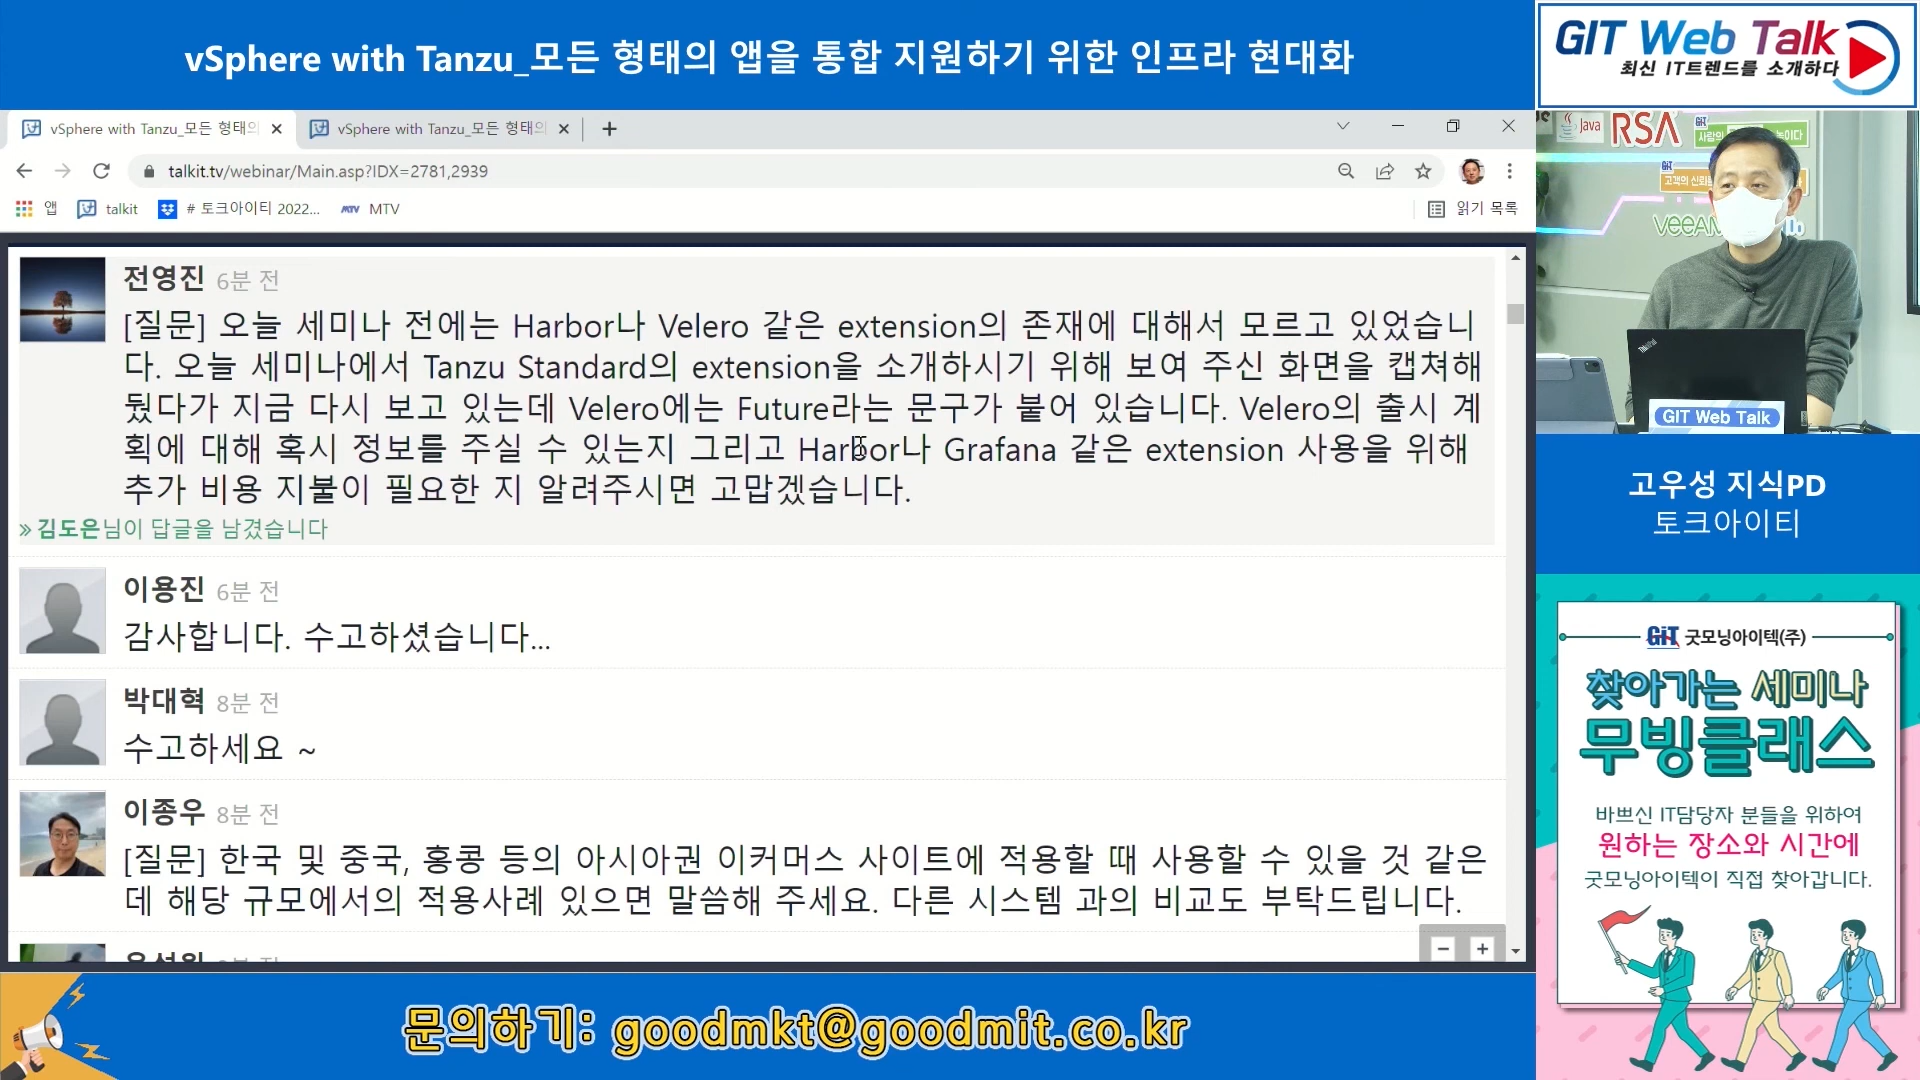 vSphere with Tanzu_모든 형태의 앱을 통합 지원하기 위한 인프라 현대화
GIT Web Talk
최신 IT트렌드를 소개하다
vSphere with Tanzu_모든 형태의
vSphere with Tanzu_모든 형태의
talkit.tv/webinar/Main.asp?IDX=2781,2939
앱
talkit
# 토크아이티 2022...
MTV
MTV
읽기 목록
전영진 6분 전
[질문] 오늘 세미나 전에는 Harbor나 Velero 같은 extension의 존재에 대해서 모르고 있었습니
다. 오늘 세미나에서 Tanzu Standard의 extension을 소개하시기 위해 보여 주신 화면을 캡쳐해
뒀다가 지금 다시 보고 있는데 Velero에는 Future라는 문구가 붙어 있습니다. Velero의 출시 계
획에 대해 혹시 정보를 주실 수 있는지 그리고 Harbor나 Grafana 같은 extension 사용을 위해
추가 비용 지불이 필요한 지 알려주시면 고맙겠습니다.
» 김도은님이 답글을 남겼습니다
이용진 6분 전
감사합니다. 수고하셨습니다...
박대혁 8분 전
수고하세요 ~
이종우 8분 전
[질문] 한국 및 중국, 홍콩 등의 아시아권 이커머스 사이트에 적용할 때 사용할 수 있을 것 같은
데 해당 규모에서의 적용사례 있으면 말씀해 주세요. 다른 시스템 과의 비교도 부탁드립니다.
Java
RSA
GIT
사람의
GIT
고객의 신뢰
VEEAM
ThinkPad
GIT Web Talk
고우성 지식PD
토크아이티
GIT 굿모닝아이텍(주)
찾아가는 세미나
무빙클래스
바쁘신 IT담당자 분들을 위하여
원하는 장소와 시간에
굿모닝아이텍이 직접 찾아갑니다.
문의하기: goodmkt@goodmit.co.kr